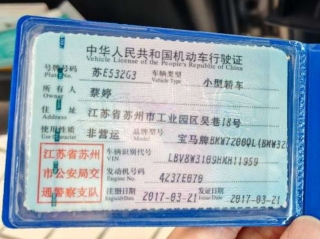 中华人民共和国机动车行驶证
Vehicle License of the People's Republic of China
号牌号码 苏E532G3 车辆类型 小型轿车
Plate No. Vehicle Type
所有人 蔡婷
Owner
住址 江苏省苏州市工业园区吴巷18号
使用性质 非营运 品牌型号 宝马牌BMW7200QL(BMW32
江苏省苏州市公安局交通警察支队
车辆识别代号
VIN
发动机号码 4237E070
Engine No.
注册日期 2017-03-21 发证日期 2017-03-21
Register Date Issue Date